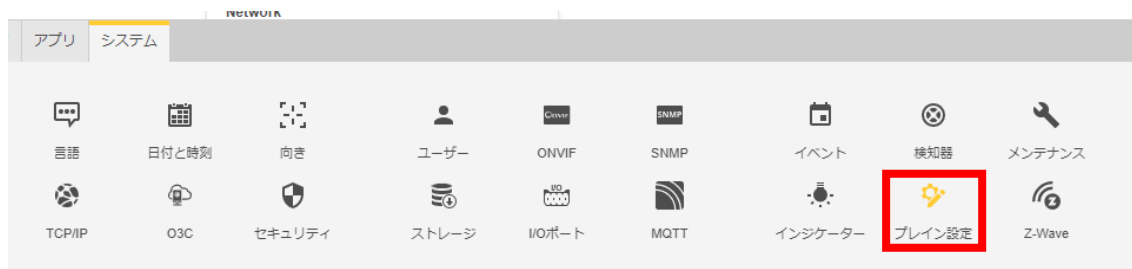 Network
アプリ システム
Onvif SNMP
言語 日付と時刻 向き ユーザー ONVIF SNMP イベント 検知器 メンテナンス
I/O
TCP/IP O3C セキュリティ ストレージ I/Oポート MQTT インジケーター プレイン設定 Z-Wave